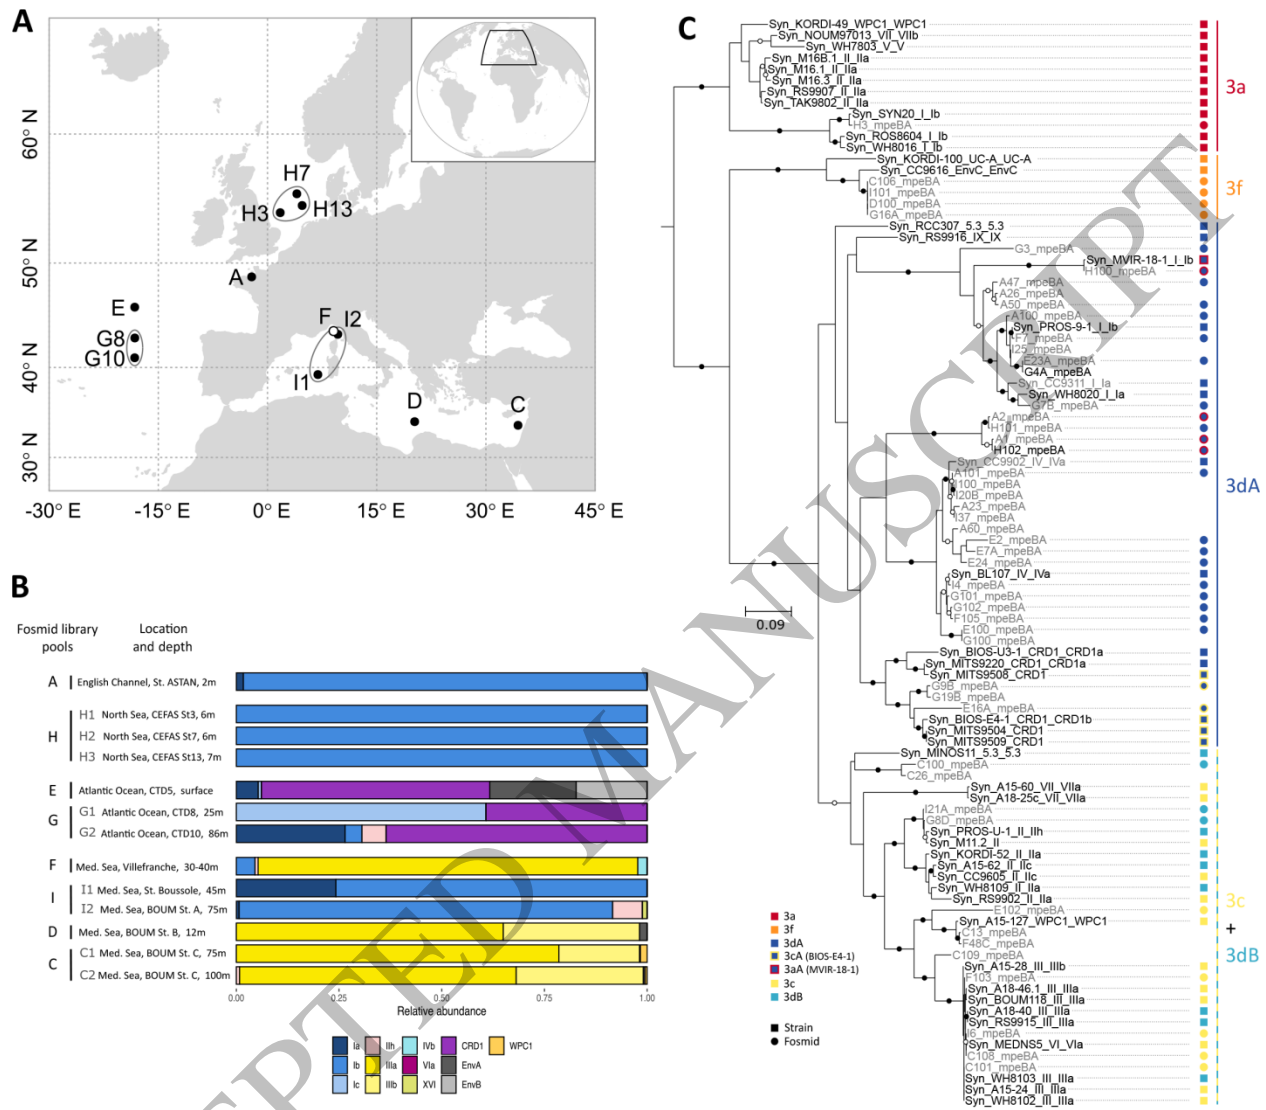 A
60° N
50° N
40° N
30° N
-30° E
-15° E
0° E
15° E
30° E
45° E
H7
H3
H13
A
E
G8
G10
F
I2
I1
D
C
B
Fosmid library pools
Location and depth
A English Channel, St. ASTAN, 2m
H
H1 North Sea, CEFAS St3, 6m
H2 North Sea, CEFAS St7, 6m
H3 North Sea, CEFAS St13, 7m
E Atlantic Ocean, CTD5, surface
G
G1 Atlantic Ocean, CTD8, 25m
G2 Atlantic Ocean, CTD10, 86m
F Med. Sea, Villefranche, 30-40m
I
I1 Med. Sea, St. Boussole, 45m
I2 Med. Sea, BOUM St. A, 75m
D Med. Sea, BOUM St. B, 12m
C
C1 Med. Sea, BOUM St. C, 75m
C2 Med. Sea, BOUM St. C, 100m
0.00 0.25 0.50 0.75 1.00
Relative abundance
Ia IIh IVb CRD1 WPC1
Ib IIIa VIa EnvA
Ic IIIb XVI EnvB
C
Syn_KORDI-49_WPC1_WPC1
Syn_NOUM97013_VII_VIIb
Syn_WH7803_V_V
Syn_M16B.1_II_IIa
Syn_M16.1_II_IIa
Syn_M16.3_II_IIa
Syn_RS9907_II_IIa
Syn_TAK9802_II_IIa
Syn_SYN20_I_Ib
H3_mpeBA
Syn_ROS8604_I_Ib
Syn_WH8016_I_Ib
3a
Syn_KORDI-100_UC-A_UC-A
Syn_CC9616_EnvC_EnvC
C106_mpeBA
I101_mpeBA
D100_mpeBA
G16A_mpeBA
3f
Syn_RCC307_5.3_5.3
Syn_RS9916_IX_IX
G3_mpeBA
Syn_MVIR-18-1_I_Ib
H100_mpeBA
A47_mpeBA
A26_mpeBA
A50_mpeBA
A100_mpeBA
Syn_PROS-9-1_I_Ib
F7_mpeBA
I25_mpeBA
E23A_mpeBA
G4A_mpeBA
Syn_CC9311_I_Ia
Syn_WH8020_I_Ia
G7B_mpeBA
A2_mpeBA
H101_mpeBA
A1_mpeBA
H102_mpeBA
Syn_CC9902_IV_IVa
A101_mpeBA
I100_mpeBA
I20B_mpeBA
A23_mpeBA
I37_mpeBA
A60_mpeBA
E2_mpeBA
E7A_mpeBA
E24_mpeBA
Syn_BL107_IV_IVa
I4_mpeBA
G101_mpeBA
G102_mpeBA
F105_mpeBA
E100_mpeBA
G100_mpeBA
Syn_BIOS-U3-1_CRD1_CRD1a
Syn_MITS9220_CRD1_CRD1a
Syn_MITS9508_CRD1
G9B_mpeBA
G19B_mpeBA
E16A_mpeBA
Syn_BIOS-E4-1_CRD1_CRD1b
Syn_MITS9504_CRD1
Syn_MITS9509_CRD1
3dA
Syn_MINOS11_5.3_5.3
C100_mpeBA
C26_mpeBA
Syn_A15-60_VII_VIIa
Syn_A18-25c_VII_VIIa
I21A_mpeBA
G8D_mpeBA
Syn_PROS-U-1_II_IIh
Syn_M11.2_II
Syn_KORDI-52_II_IIa
Syn_A15-62_II_IIc
Syn_CC9605_II_IIc
Syn_WH8109_II_IIa
Syn_RS9902_II_IIa
E102_mpeBA
Syn_A15-127_WPC1_WPC1
C13_mpeBA
F48C_mpeBA
C109_mpeBA
Syn_A15-28_III_IIIb
F103_mpeBA
Syn_A18-46.1_III_IIIa
Syn_BOUM118_III_IIIa
Syn_A18-40_III_IIIa
Syn_RS9915_III_IIIa
I6_mpeBA
Syn_MEDNS5_VI_VIa
C108_mpeBA
C101_mpeBA
Syn_WH8103_III_IIIa
Syn_A15-24_III_IIIa
Syn_WH8102_III_IIIa
3c
+
3dB
0.09
3a
3f
3dA
3cA (BIOS-E4-1)
3aA (MVIR-18-1)
3c
3dB
Strain
Fosmid
ACCEPTED MANUSCRIPT